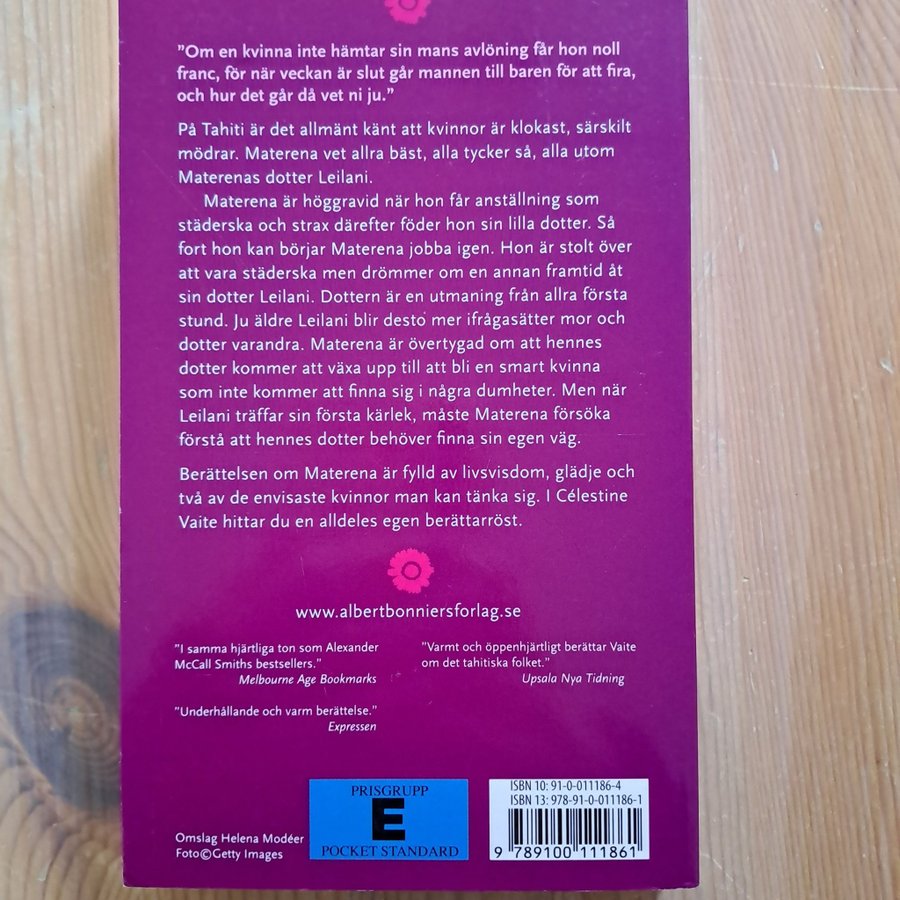 ”Om en kvinna inte hämtar sin mans avlöning får hon noll
franc, för när veckan är slut går mannen till baren för att fira,
och hur det går då vet ni ju.”
På Tahiti är det allmänt känt att kvinnor är klokast, särskilt
mödrar. Materena vet allra bäst, alla tycker så, alla utom
Materenas dotter Leilani.
Materena är höggravid när hon får anställning som
städerska och strax därefter föder hon sin lilla dotter. Så
fort hon kan börjar Materena jobba igen. Hon är stolt över
att vara städerska men drömmer om en annan framtid åt
sin dotter Leilani. Dottern är en utmaning från allra första
stund. Ju äldre Leilani blir desto mer ifrågasätter mor och
dotter varandra. Materena är övertygad om att hennes
dotter kommer att växa upp till att bli en smart kvinna
som inte kommer att finna sig i några dumheter. Men när
Leilani träffar sin första kärlek, måste Materena försöka
förstå att hennes dotter behöver finna sin egen väg.
Berättelsen om Materena är fylld av livsvisdom, glädje och
två av de envisaste kvinnor man kan tänka sig. I Célestine
Vaite hittar du en alldeles egen berättarröst.
www.albertbonniersforlag.se
”I samma hjärtliga ton som Alexander
McCall Smiths bestsellers.”
Melbourne Age Bookmarks
”Underhållande och varm berättelse.”
Expressen
”Varmt och öppenhjärtligt berättar Vaite
om det tahitiska folket.”
Upsala Nya Tidning
Omslag Helena Modéer
Foto©Getty Images
PRISGRUPP
E
POCKET STANDARD
ISBN 10: 91-0-011186-4
ISBN 13: 978-91-0-011186-1
9 789100 111861